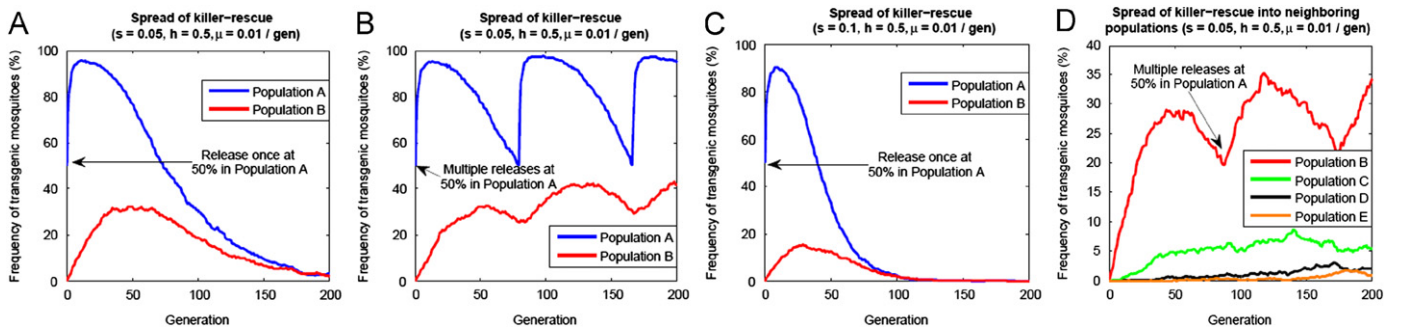 A
Spread of killer−rescue
(s = 0.05, h = 0.5,μ = 0.01 / gen)
Frequency of transgenic mosquitoes (%)
100
80
60
40
20
0
Population A
Population B
Release once at
50% in Population A
0
50
100
150
200
Generation
B
Spread of killer−rescue
(s = 0.05, h = 0.5,μ = 0.01 / gen)
Frequency of transgenic mosquitoes (%)
100
80
60
40
20
0
Multiple releases at
50% in Population A
Population A
Population B
0
50
100
150
200
Generation
C
Spread of killer−rescue
(s = 0.1, h = 0.5,μ = 0.01 / gen)
Frequency of transgenic mosquitoes (%)
100
90
80
70
60
50
40
30
20
10
0
Population A
Population B
Release once at
50% in Population A
0
50
100
150
200
Generation
D
Spread of killer−rescue into neighboring
populations (s = 0.05, h = 0.5,μ = 0.01 / gen)
Frequency of transgenic mosquitoes (%)
40
35
30
25
20
15
10
5
0
Multiple releases at
50% in Population A
Population B
Population C
Population D
Population E
0
50
100
150
200
Generation